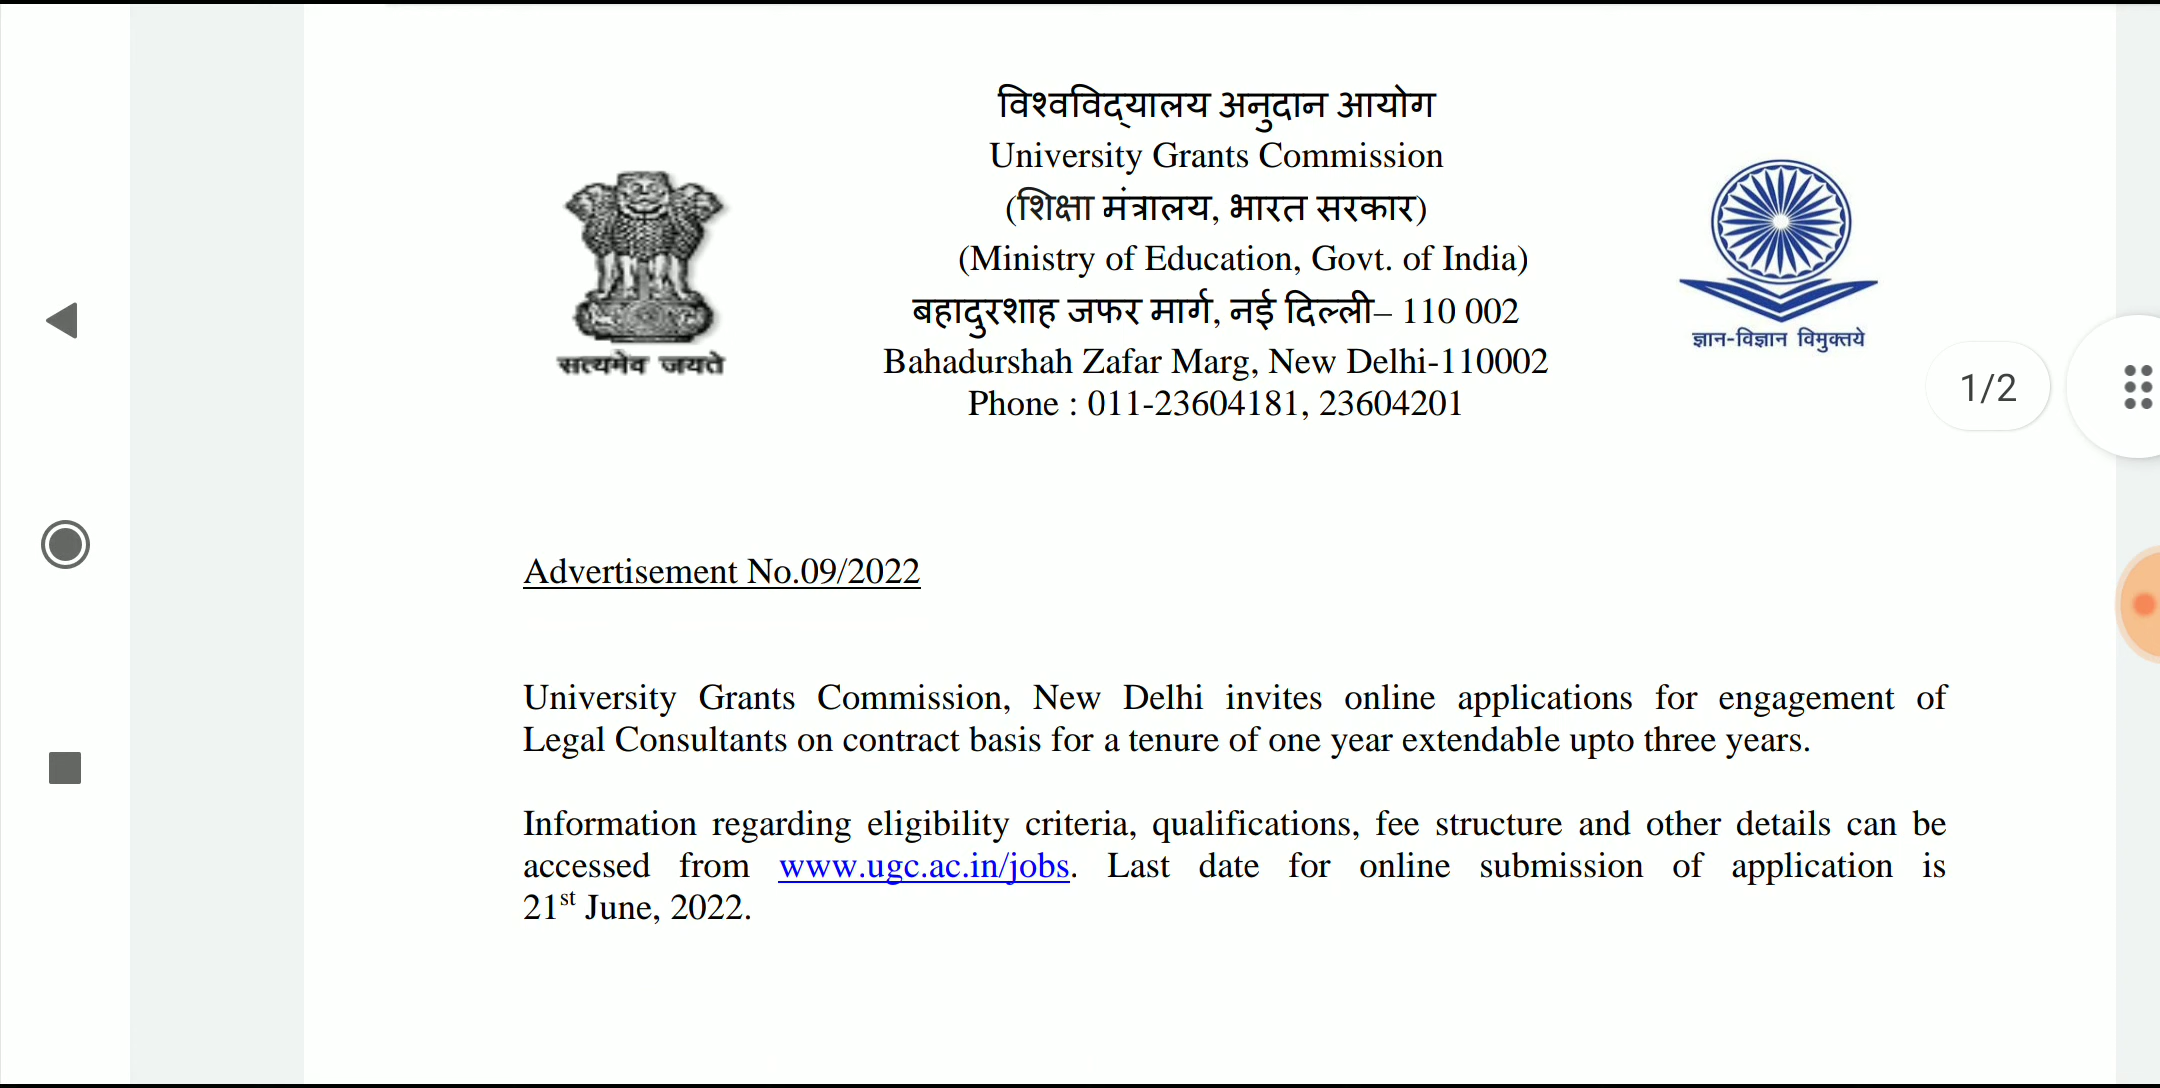 विश्वविद्यालय अनुदान आयोग
University Grants Commission
(शिक्षा मंत्रालय, भारत सरकार)
(Ministry of Education, Govt. of India)
बहादुरशाह जफर मार्ग, नई दिल्ली– 110 002
Bahadurshah Zafar Marg, New Delhi-110002
Phone : 011-23604181, 23604201
सत्यमेव जयते
ज्ञान-विज्ञान विमुक्तये
1/2
Advertisement No.09/2022
University Grants Commission, New Delhi invites online applications for engagement of
Legal Consultants on contract basis for a tenure of one year extendable upto three years.
Information regarding eligibility criteria, qualifications, fee structure and other details can be
accessed from www.ugc.ac.in/jobs. Last date for online submission of application is
21st June, 2022.